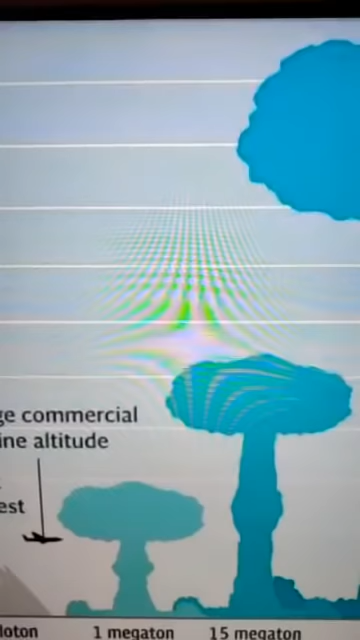 ge commercial
ine altitude
est
loton
1 megaton
15 megaton